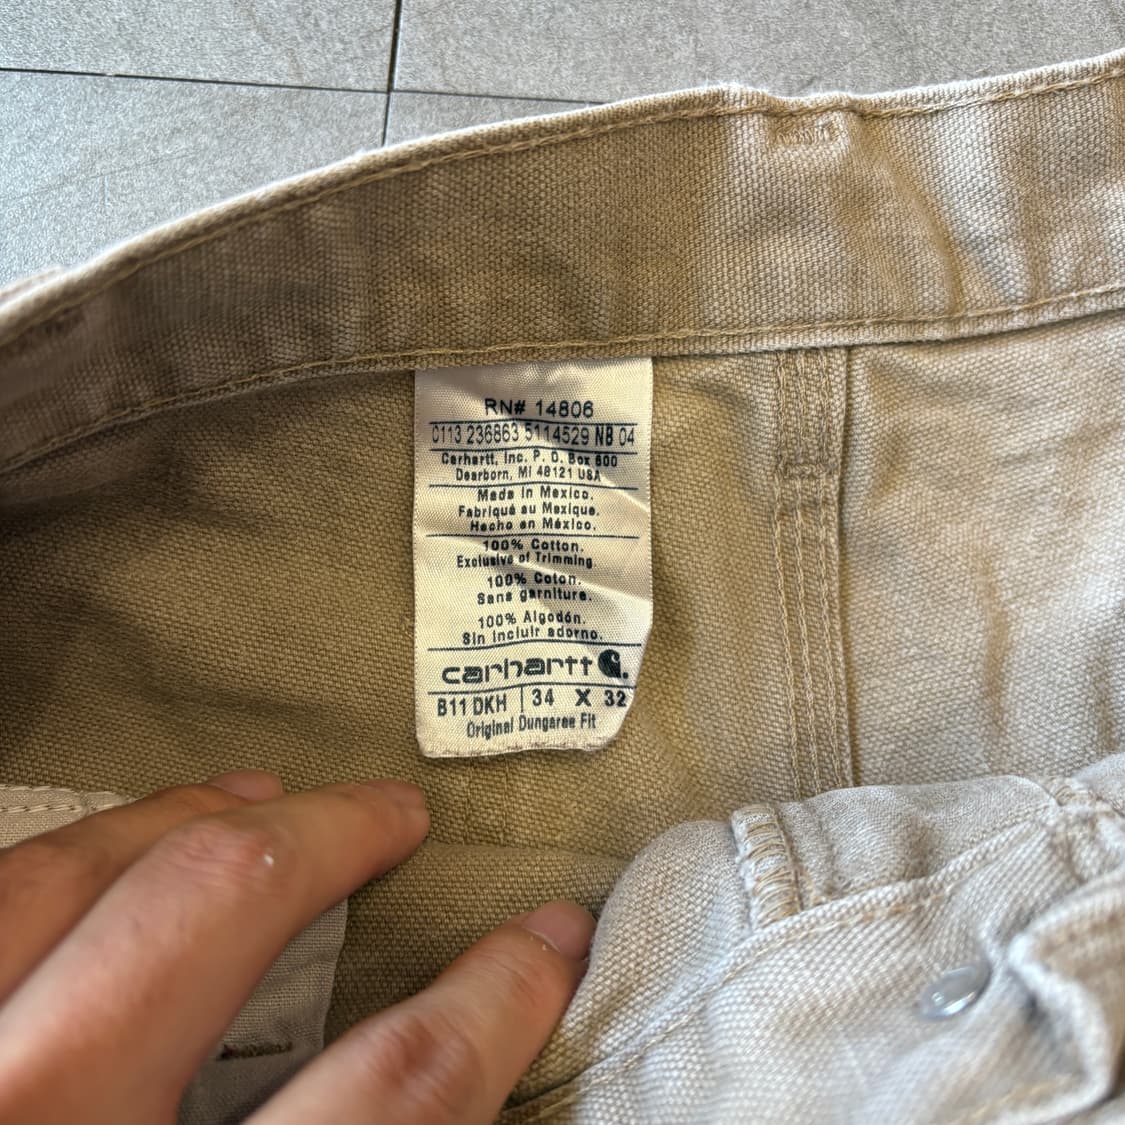 RN# 14806
0113 236863 5114529 NB 04
Carhartt, Inc. P. O. Box 600
Dearborn, MI 48121 USA
Made in Mexico.
Fabriqué au Mexique.
Hecho en México.
100% Cotton.
Exclusive of Trimming
100% Coton.
Sans garniture.
100% Algodón.
Sin incluir adorno.
carhartt
B11 DKH | 34 X 32
Original Dungaree Fit